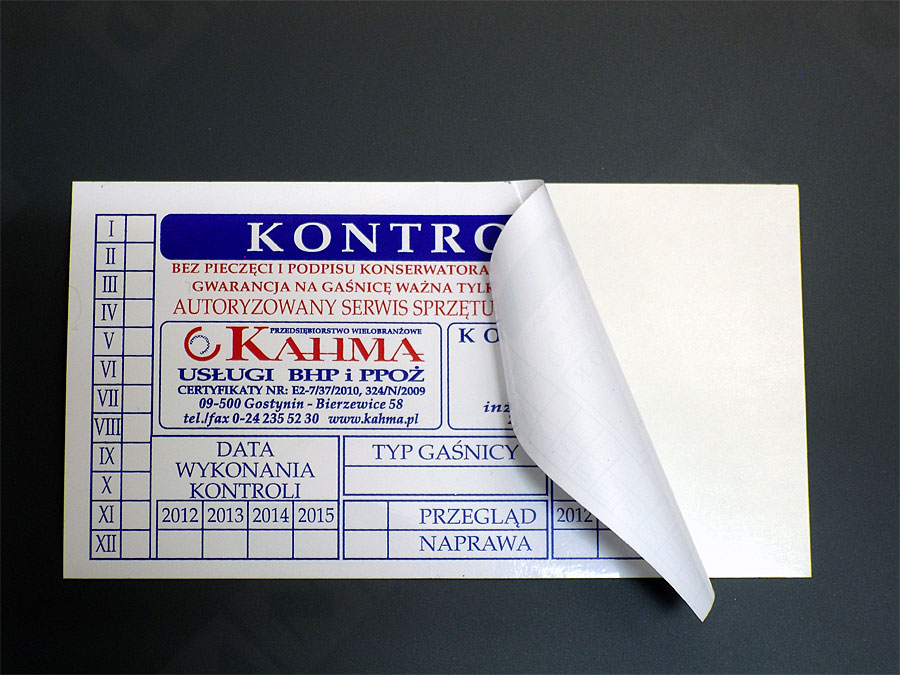 I
II
III
IV
V
VI
VII
VIII
IX
X
XI
XII
KONTRO
BEZ PIECZĘCI I PODPISU KONSERWATORA
GWARANCJA NA GAŚNICĘ WAŻNA TYLK
AUTORYZOWANY SERWIS SPRZĘTU
PRZEDSIĘBIORSTWO WIELOBRANŻOWE
KAHMA
USŁUGI BHP i PPOŻ
CERTYFIKATY NR: E2-7/37/2010, 324/N/2009
09-500 Gostynin - Bierzewice 58
tel./fax 0-24 235 52 30 www.kahma.pl
K O
inż
DATA
WYKONANIA
KONTROLI
2012 2013 2014 2015
TYP GAŚNICY
PRZEGLĄD 2012
NAPRAWA